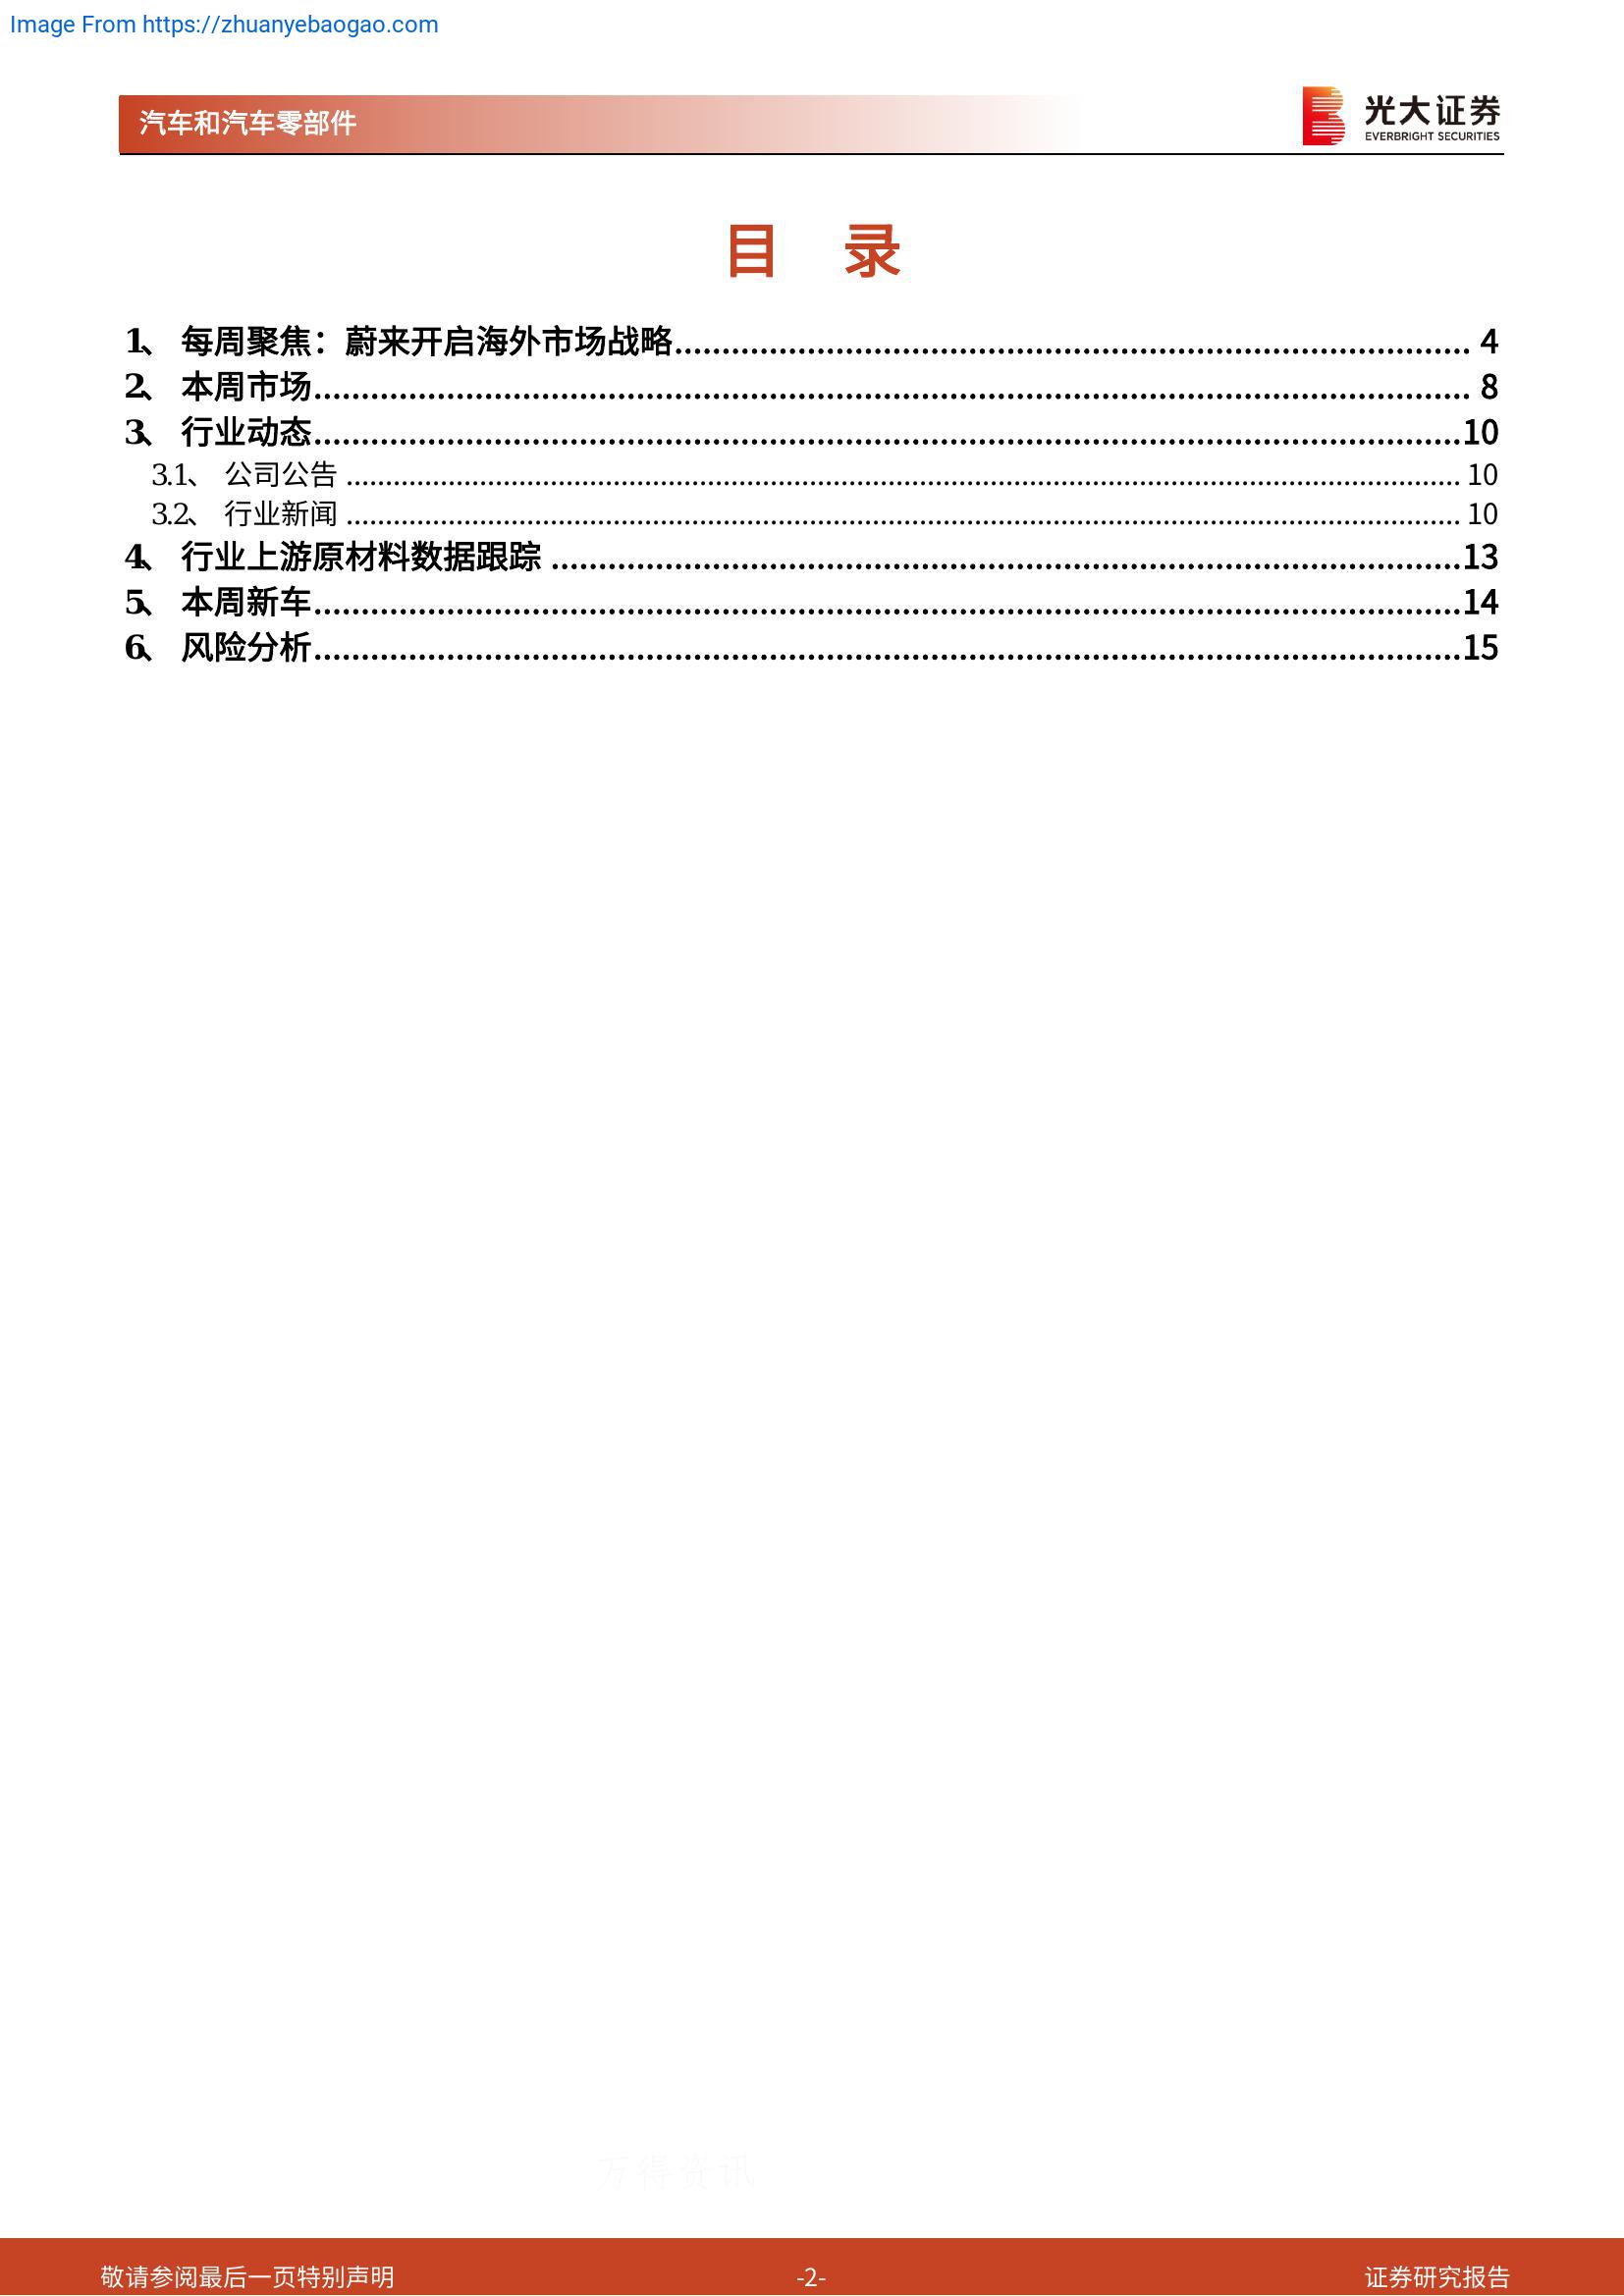 Image From https://zhuanyebaogao.com
汽车和汽车零部件
光大证券
EVERBRIGHT SECURITIES
目 录
1、 每周聚焦：蔚来开启海外市场战略................................................................ 4
2、 本周市场................................................................ 8
3、 行业动态................................................................10
3.1、 公司公告 ................................................................ 10
3.2、 行业新闻 ................................................................ 10
4、 行业上游原材料数据跟踪 ................................................................13
5、 本周新车................................................................14
6、 风险分析................................................................15
万得资讯
敬请参阅最后一页特别声明
-2-
证券研究报告